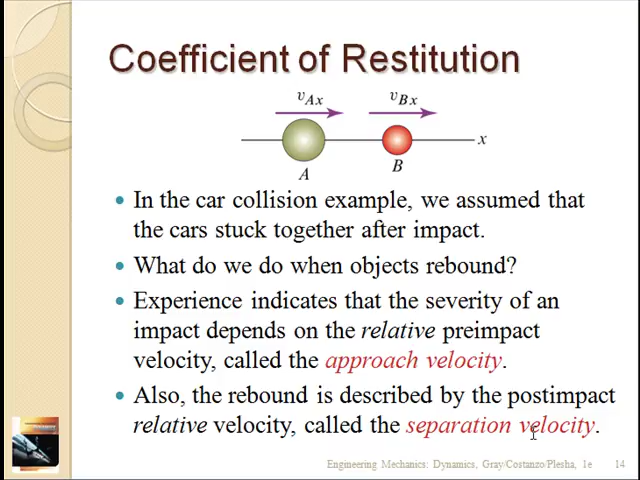 Coefficient of Restitution
vAx
vBx
x
A
B
• In the car collision example, we assumed that
the cars stuck together after impact.
• What do we do when objects rebound?
• Experience indicates that the severity of an
impact depends on the relative preimpact
velocity, called the approach velocity.
• Also, the rebound is described by the postimpact
relative velocity, called the separation velocity.
Engineering Mechanics: Dynamics, Gray/Costanzo/Plesha, 1e
14